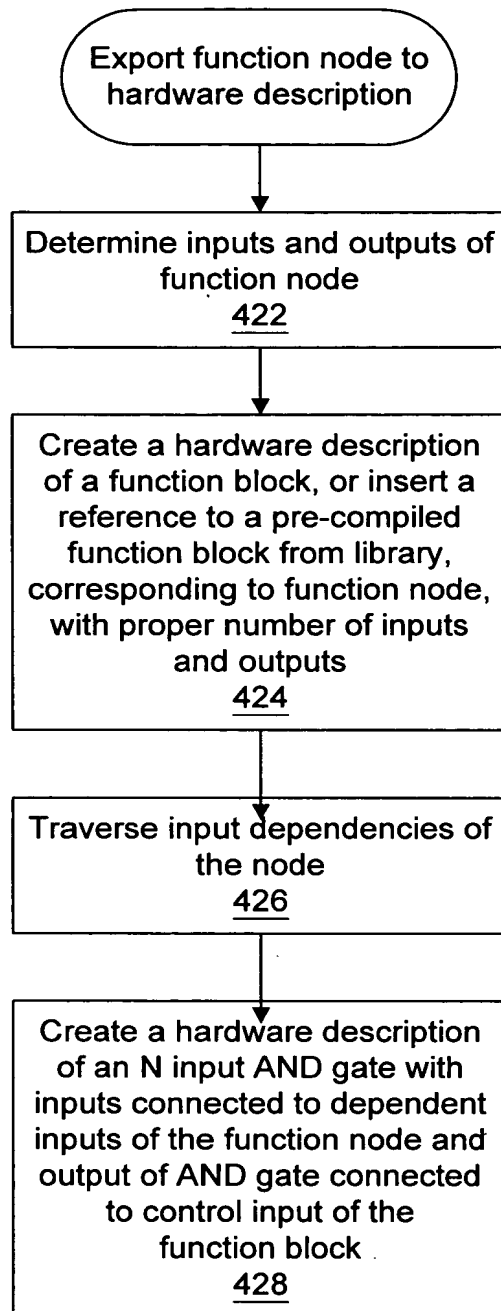 Export function node to
hardware description
Determine inputs and outputs of
function node
422
Create a hardware description
of a function block, or insert a
reference to a pre-compiled
function block from library,
corresponding to function node,
with proper number of inputs
and outputs
424
Traverse input dependencies of
the node
426
Create a hardware description
of an N input AND gate with
inputs connected to dependent
inputs of the function node and
output of AND gate connected
to control input of the
function block
428